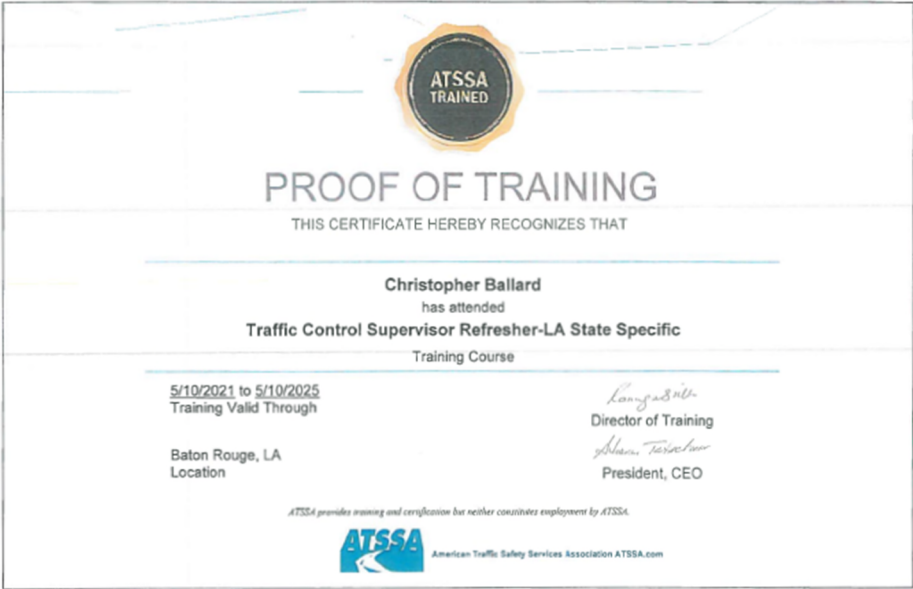 ATSSA
TRAINED
PROOF OF TRAINING
THIS CERTIFICATE HEREBY RECOGNIZES THAT
Christopher Ballard
has attended
Traffic Control Supervisor Refresher-LA State Specific
Training Course
5/10/2021 to 5/10/2025
Training Valid Through
Director of Training
Baton Rouge, LA
Location
President, CEO
ATSSA provides training and certification but neither constitutes employment by ATSSA.
ATSSA
American Traffic Safety Services Association ATSSA.com